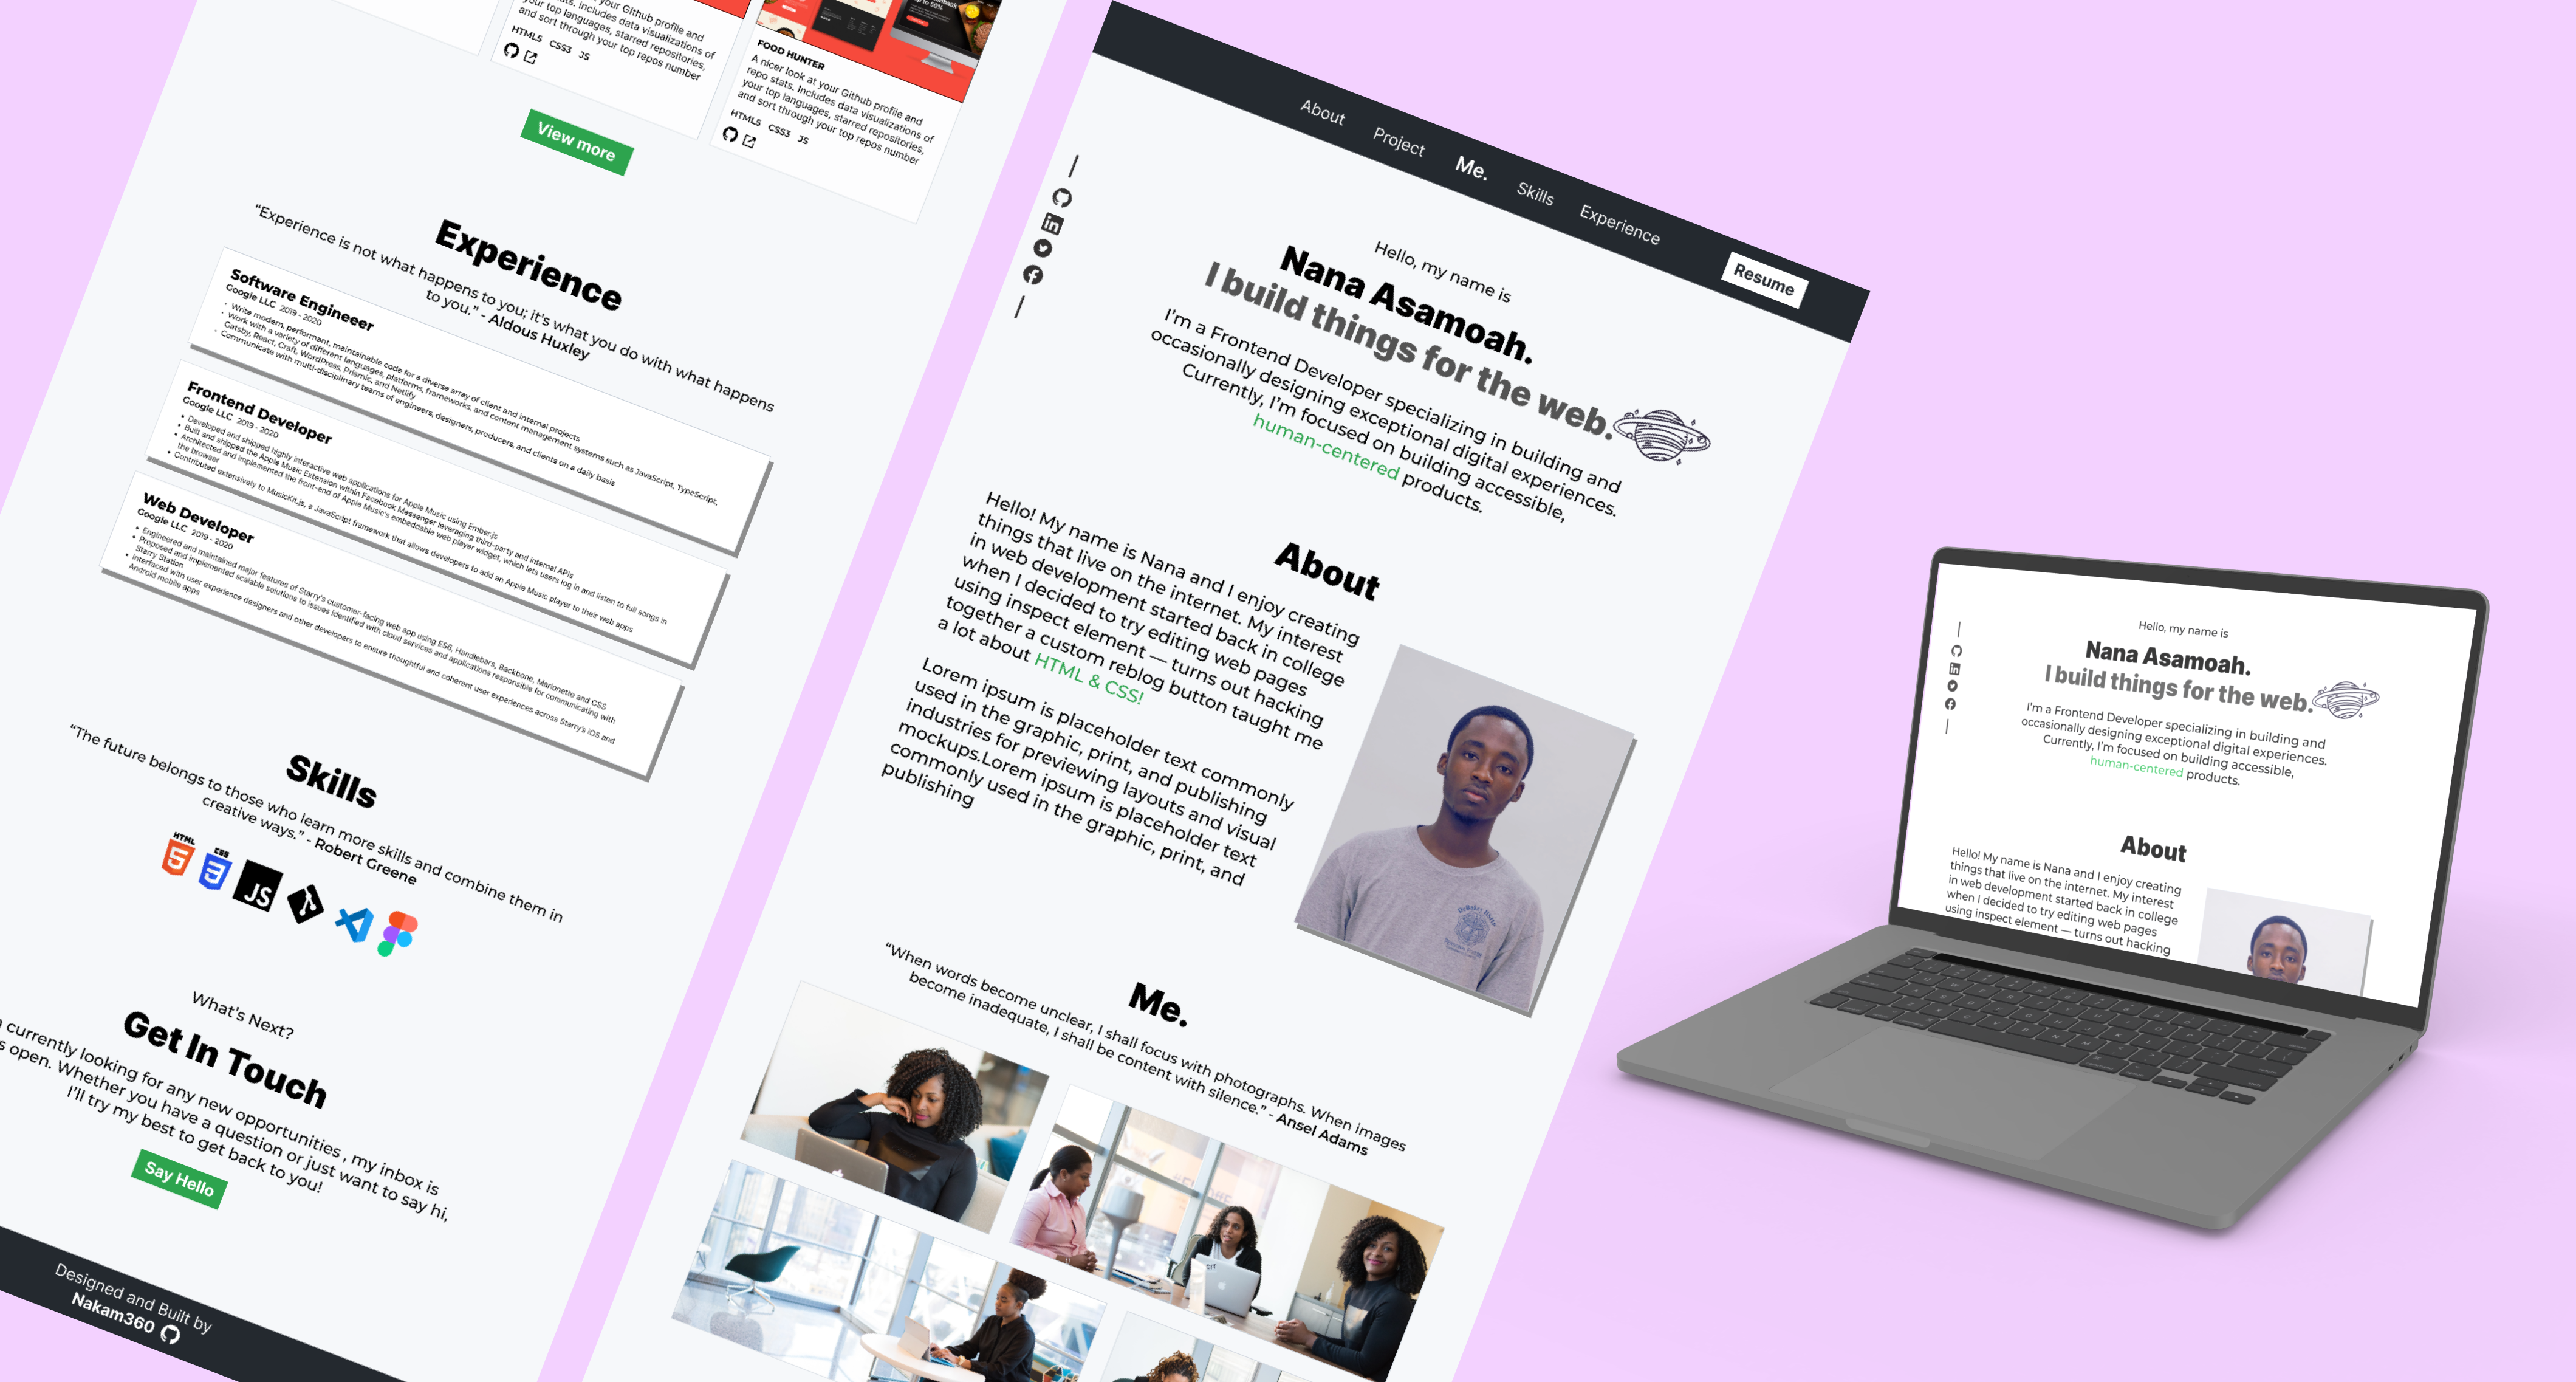 your Github profile and
Includes data visualizations of
your top languages, starred repositories,
and sort through your top repos number
HTML5 CSS3 JS
FOOD HUNTER
A nicer look at your Github profile and
repo stats. Includes data visualizations of
your top languages, starred repositories,
and sort through your top repos number
HTML5 CSS3 JS
View more
Experience
“Experience is not what happens to you; it's what you do with what happens
to you.” - Aldous Huxley
Software Engineeer
Google LLC 2019 - 2020
Write modern, performant, maintainable code for a diverse array of client and internal projects
Work with a variety of different languages, platforms, frameworks, and content management systems such as JavaScript, TypeScript,
Gatsby, React, Craft, WordPress, Prismic, and Netlify
Communicate with multi-disciplinary teams of engineers, designers, producers, and clients on a daily basis
Frontend Developer
Google LLC 2019 - 2020
Developed and shipped highly interactive web applications for Apple Music using Ember.js
Built and shipped the Apple Music Extension within Facebook Messenger leveraging third-party and internal APIs
Architected and implemented the front-end of Apple Music's embeddable web player widget, which lets users log in and listen to full songs in
the browser
Contributed extensively to MusicKit.js, a JavaScript framework that allows developers to add an Apple Music player to their web apps
Web Developer
Google LLC 2019 - 2020
Engineered and maintained major features of Starry's customer-facing web app using ES6, Handlebars, Backbone, Marionette and CSS
Proposed and implemented scalable solutions to issues identified with cloud services and applications responsible for communicating with
Starry Station
Interfaced with user experience designers and other developers to ensure thoughtful and coherent user experiences across Starry's iOS and
Android mobile apps
Skills
“The future belongs to those who learn more skills and combine them in
creative ways.” - Robert Greene
HTML
5
CSS
3
JS
What's Next?
Get In Touch
currently looking for any new opportunities , my inbox is
s open. Whether you have a question or just want to say hi,
I'll try my best to get back to you!
Say Hello
Designed and Built by
Nakam360
About
Project
Me.
Skills
Experience
Resume
Hello, my name is
Nana Asamoah.
I build things for the web.
I'm a Frontend Developer specializing in building and
occasionally designing exceptional digital experiences.
Currently, I'm focused on building accessible,
human-centered products.
About
Hello! My name is Nana and I enjoy creating
things that live on the internet. My interest
in web development started back in college
when I decided to try editing web pages
using inspect element — turns out hacking
together a custom reblog button taught me
a lot about HTML & CSS!
Lorem ipsum is placeholder text commonly
used in the graphic, print, and publishing
industries for previewing layouts and visual
mockups.Lorem ipsum is placeholder text
commonly used in the graphic, print, and
publishing
Me.
“When words become unclear, I shall focus with photographs. When images
become inadequate, I shall be content with silence.” - Ansel Adams
Hello, my name is
Nana Asamoah.
I build things for the web.
I'm a Frontend Developer specializing in building and
occasionally designing exceptional digital experiences.
Currently, I'm focused on building accessible,
human-centered products.
About
Hello! My name is Nana and I enjoy creating
things that live on the internet. My interest
in web development started back in college
when I decided to try editing web pages
using inspect element — turns out hacking